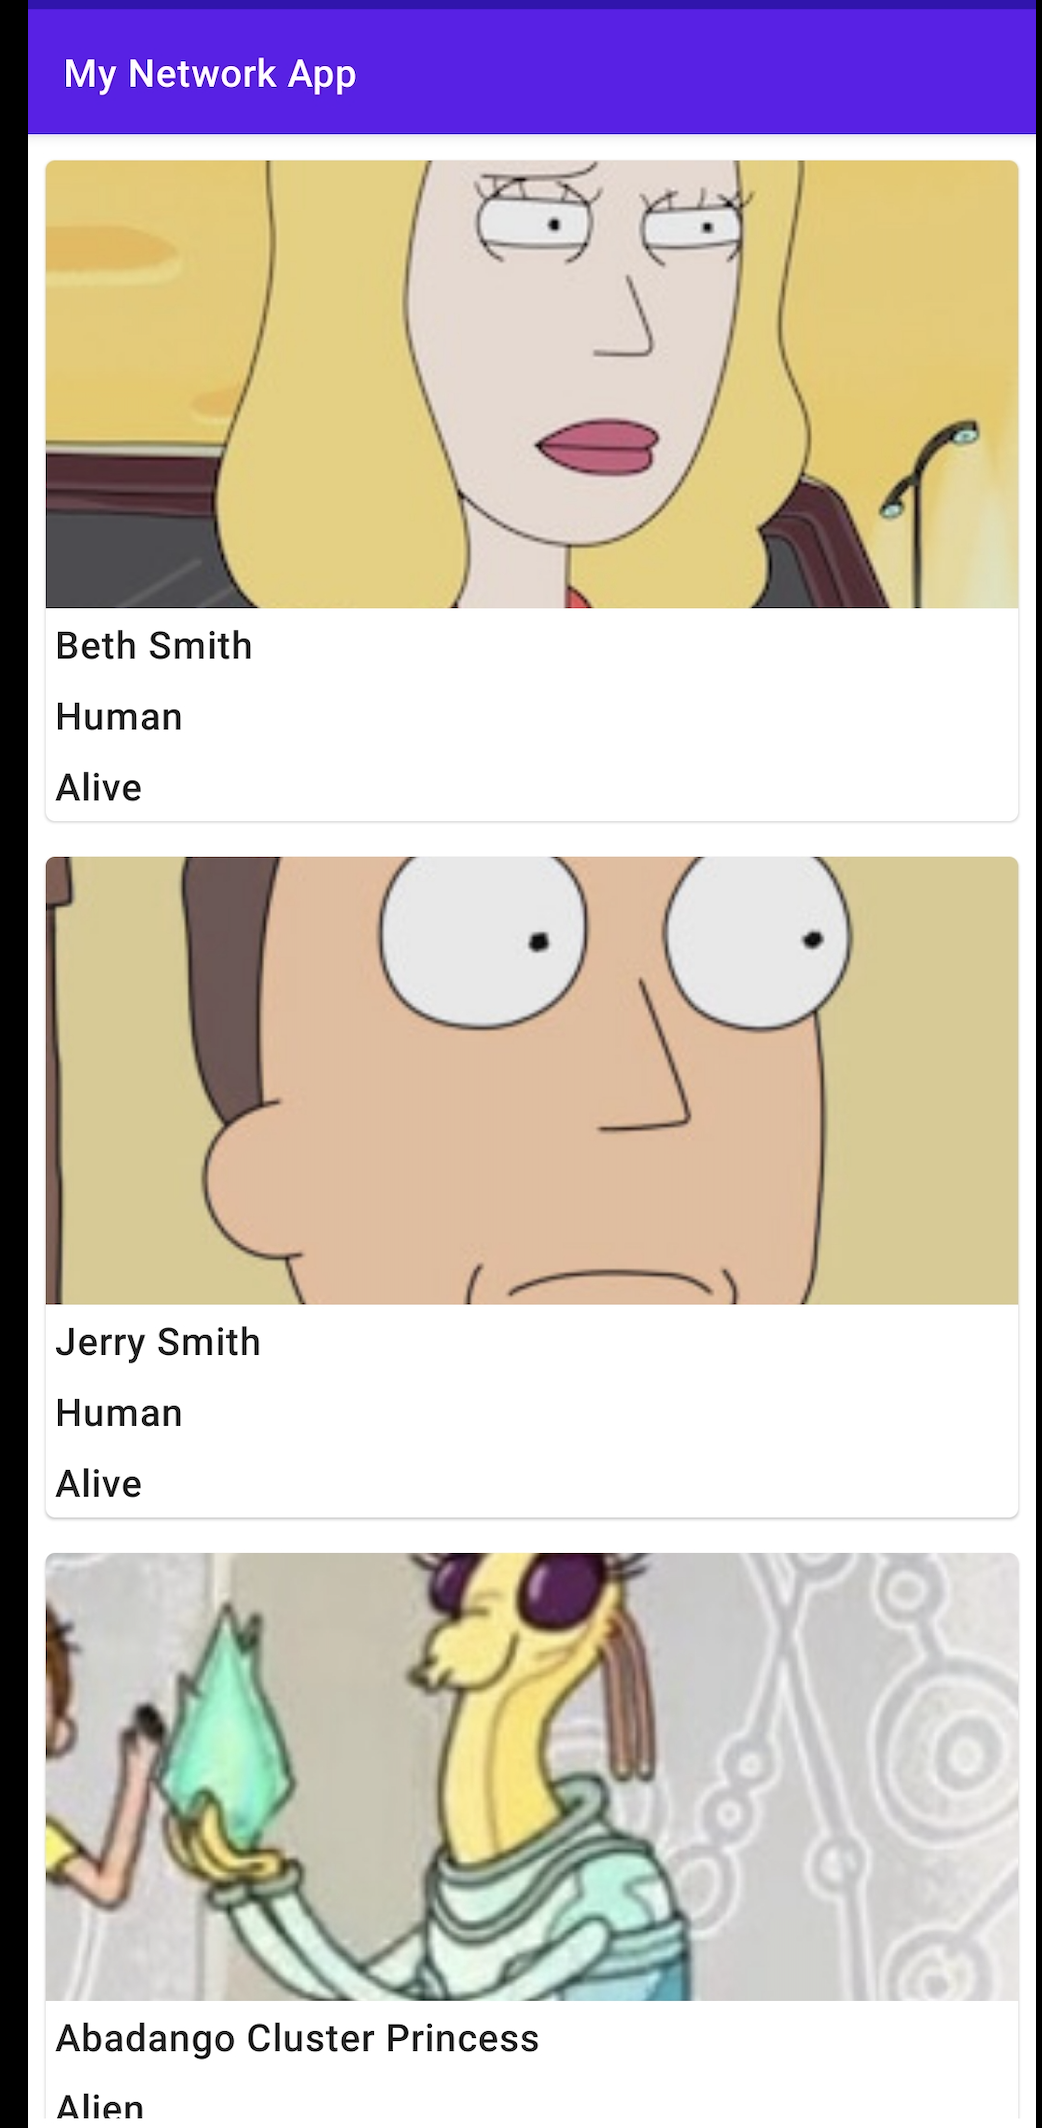 My Network App
Beth Smith
Human
Alive
Jerry Smith
Human
Alive
Abadango Cluster Princess
Alien